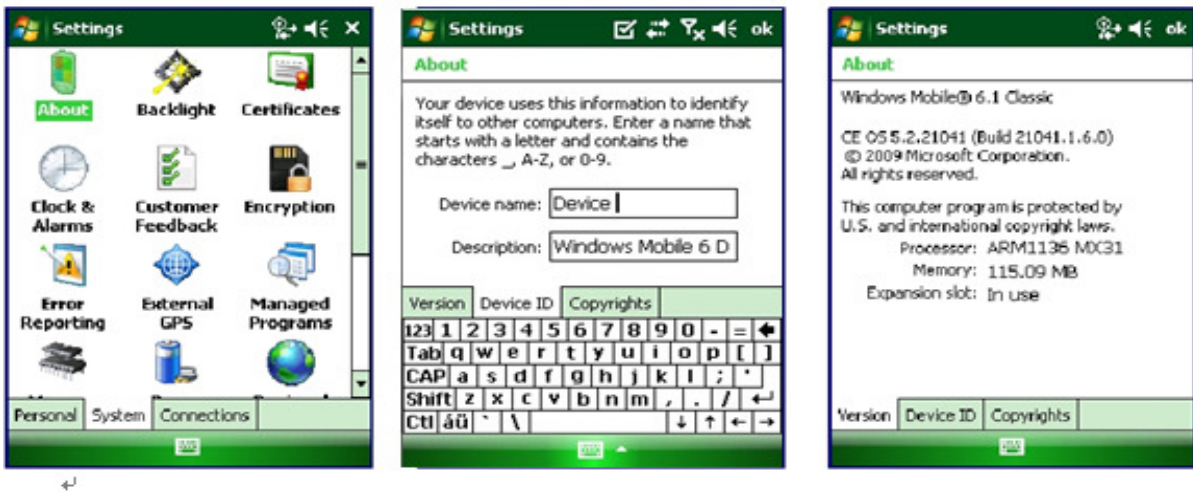 Settings
About Backlight Certificates
Clock & Alarms Customer Feedback Encryption
Error Reporting External GPS Managed Programs
Personal System Connections
Settings ok
About
Your device uses this information to identify
itself to other computers. Enter a name that
starts with a letter and contains the
characters _, A-Z, or 0-9.
Device name: Device
Description: Windows Mobile 6 D
Version Device ID Copyrights
123 1 2 3 4 5 6 7 8 9 0 - =
Tab q w e r t y u i o p [ ]
CAP a s d f g h j k l ; '
Shift z x c v b n m , . /
Ctl áü ` \
Settings ok
About
Windows Mobile® 6.1 Classic
CE OS 5.2.21041 (Build 21041.1.6.0)
© 2009 Microsoft Corporation.
All rights reserved.
This computer program is protected by
U.S. and international copyright laws.
Processor: ARM1136 MX31
Memory: 115.09 MB
Expansion slot: In use
Version Device ID Copyrights